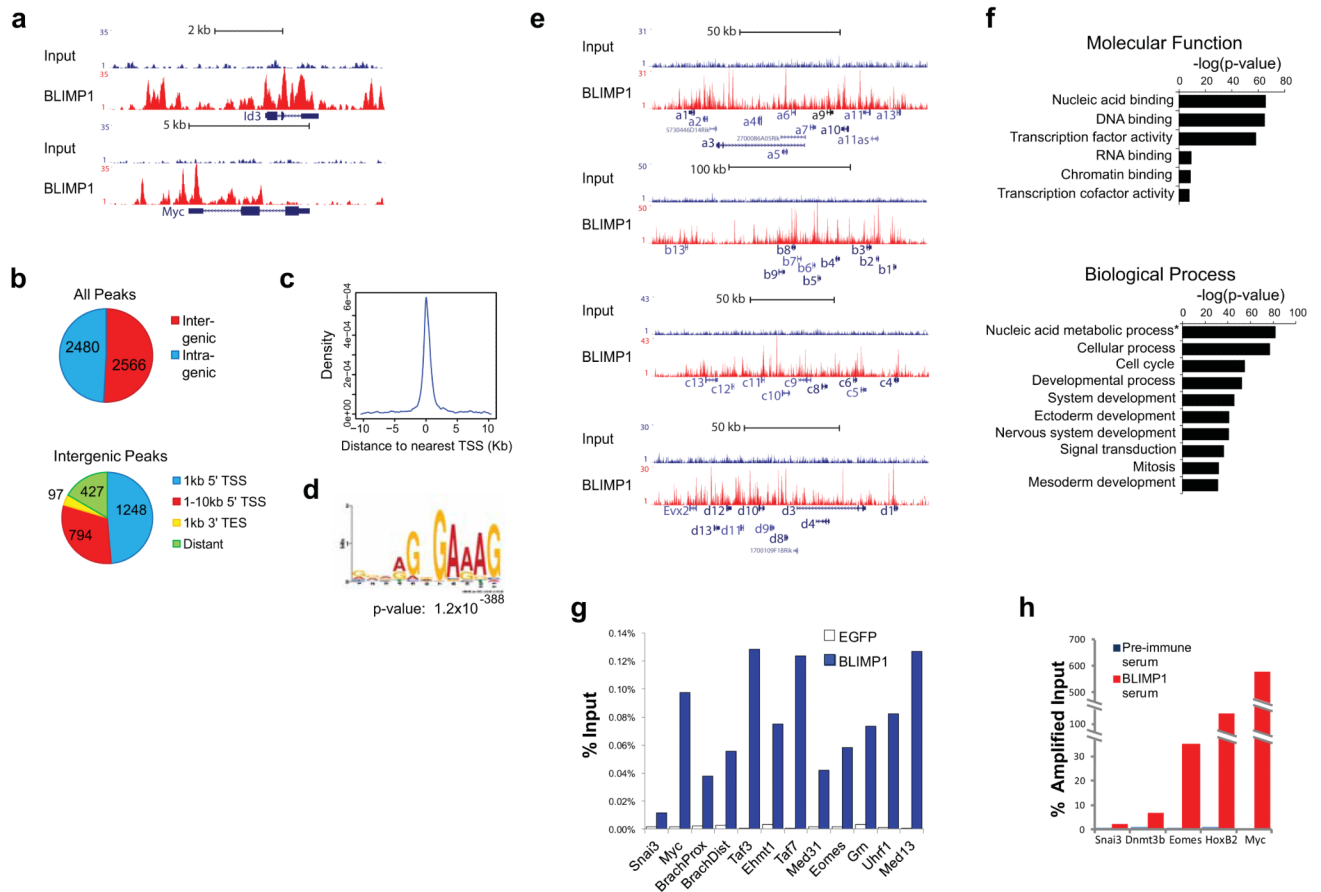 a
35
2 kb
Input
1
35
BLIMP1
1
Id3
35
5 kb
Input
1
35
BLIMP1
1
Myc
b
All Peaks
2480
2566
Inter-
genic
Intra-
genic
Intergenic Peaks
97
427
1248
794
1kb 5' TSS
1-10kb 5' TSS
1kb 3' TES
Distant
c
Density
0e+00 2e-04 4e-04 6e-04
-10 -5 0 5 10
Distance to nearest TSS (Kb)
d
2
1
0
bits
AG GAAAG
p-value: 1.2x10-388
e
31
50 kb
Input
1
31
BLIMP1
1
a1 a4 a6 a9 a11 a13
a2 a7 a10
5730446D14Rik 2700086A05Rik a11as
a3 a5
50
100 kb
Input
1
50
BLIMP1
1
b13 b8 b3
b7 b4 b2
b9 b6 b1
b5
43
50 kb
Input
1
43
BLIMP1
1
c13 c11 c9 c6 c4
c12 c10 c8 c5
30
50 kb
Input
1
30
BLIMP1
1
Evx2 d12 d10 d3 d1
d13 d11 d9 d4
d8
1700109F18Rik
f
Molecular Function
-log(p-value)
0 20 40 60 80
Nucleic acid binding
DNA binding
Transcription factor activity
RNA binding
Chromatin binding
Transcription cofactor activity
Biological Process
-log(p-value)
0 20 40 60 80 100
Nucleic acid metabolic process*
Cellular process
Cell cycle
Developmental process
System development
Ectoderm development
Nervous system development
Signal transduction
Mitosis
Mesoderm development
g
% Input
0.14%
0.12%
0.10%
0.08%
0.06%
0.04%
0.02%
0.00%
EGFP
BLIMP1
Snai3 Myc BrachProx BrachDist Taf3 Ehmt1 Taf7 Med31 Eomes Grn Uhrf1 Med13
h
% Amplified Input
700
600
500
100
30
20
10
0
Pre-immune
serum
BLIMP1
serum
Snai3 Dnmt3b Eomes HoxB2 Myc